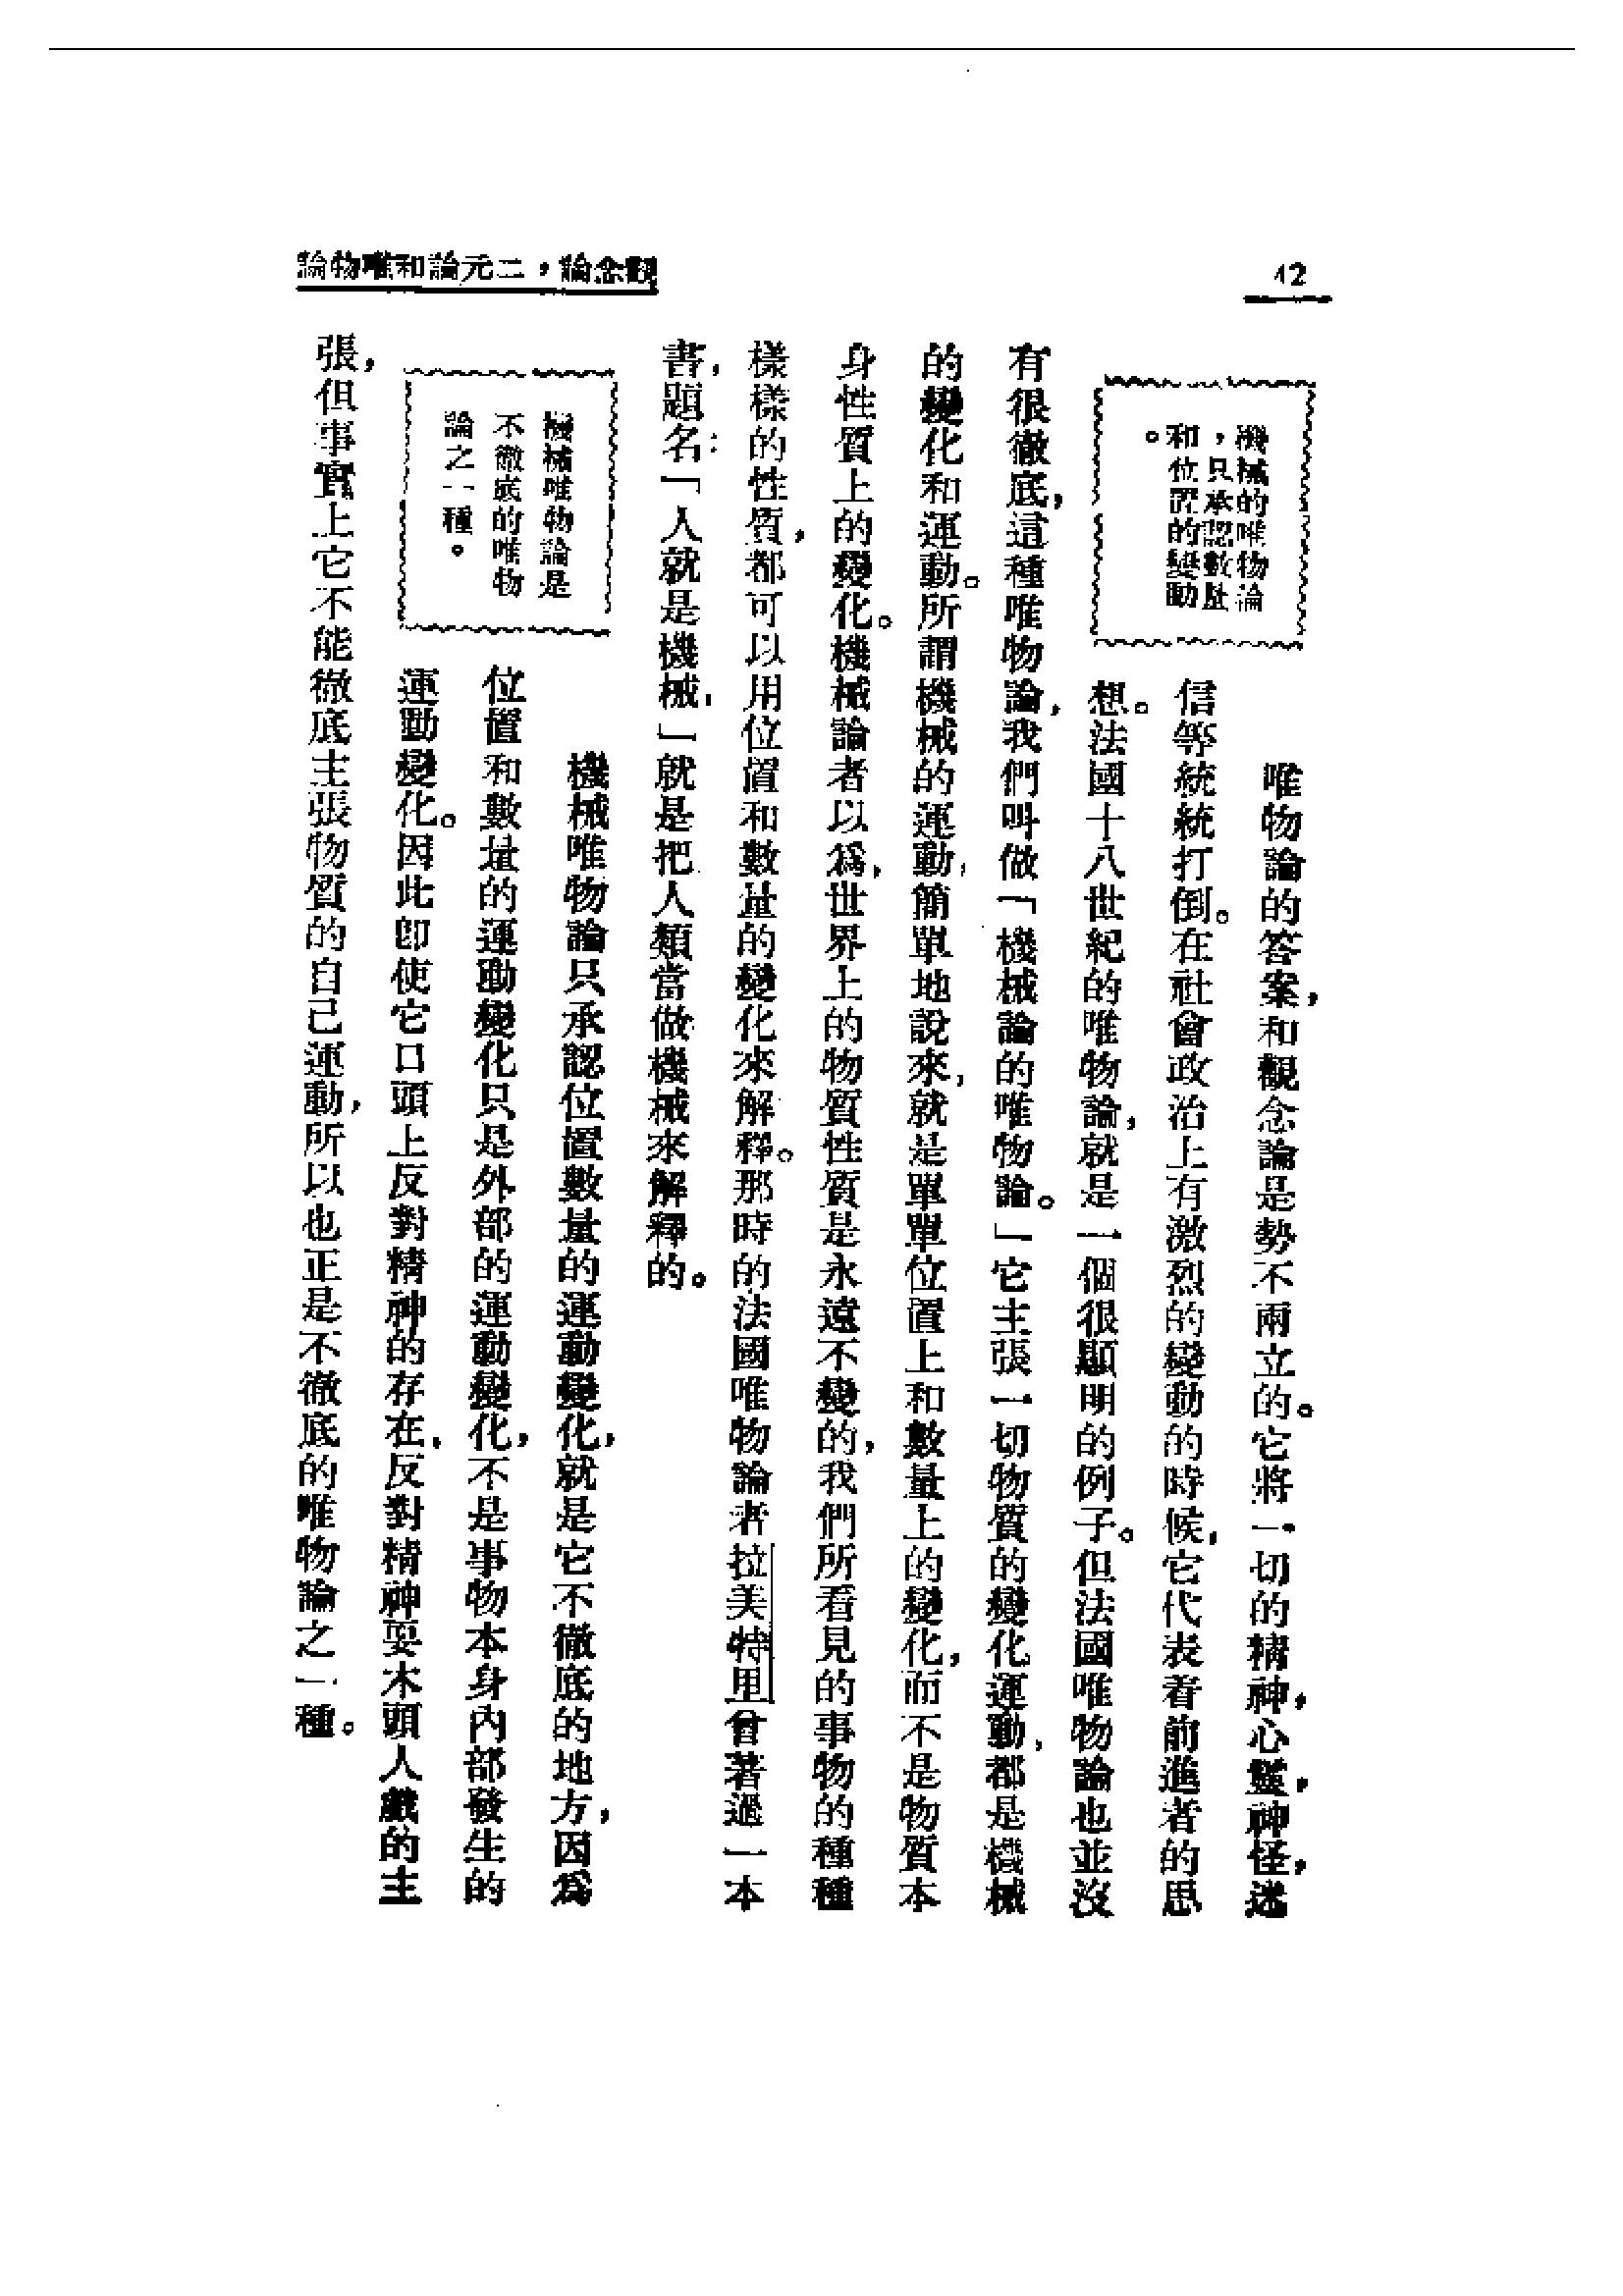 42
觀念論，二元論和唯物論
機械的唯物論
，只承認數量
和位置的變動
。
唯物論的答案，和觀念論是勢不兩立的。它將一切的精神，心靈，神怪，迷
信等統統打倒。在社會政治上有激烈的變動的時候，它代表着前進者的思
想。法國十八世紀的唯物論，就是一個很顯明的例子。但法國唯物論也並沒
有很徹底，這種唯物論，我們叫做「機械論的唯物論。」它主張一切物質的變化運動，都是機械
的變化和運動。所謂機械的運動，簡單地說來，就是單單位置上和數量上的變化，而不是物質本
身性質上的變化。機械論者以爲，世界上的物質性質是永遠不變的，我們所看見的事物的種種
樣樣的性質，都可以用位置和數量的變化來解釋。那時的法國唯物論者拉美特里曾著過一本
書，題名：「人就是機械，」就是把人類當做機械來解釋的。
機械唯物論是
不徹底的唯物
論之一種。
機械唯物論只承認位置數量的運動變化，就是它不徹底的地方，因爲
位置和數量的運動變化只是外部的運動變化，不是事物本身內部發生的
運動變化。因此卽使它口頭上反對精神的存在，反對精神耍木頭人戲的主
張，但事實上它不能徹底主張物質的自己運動，所以也正是不徹底的唯物論之一種。